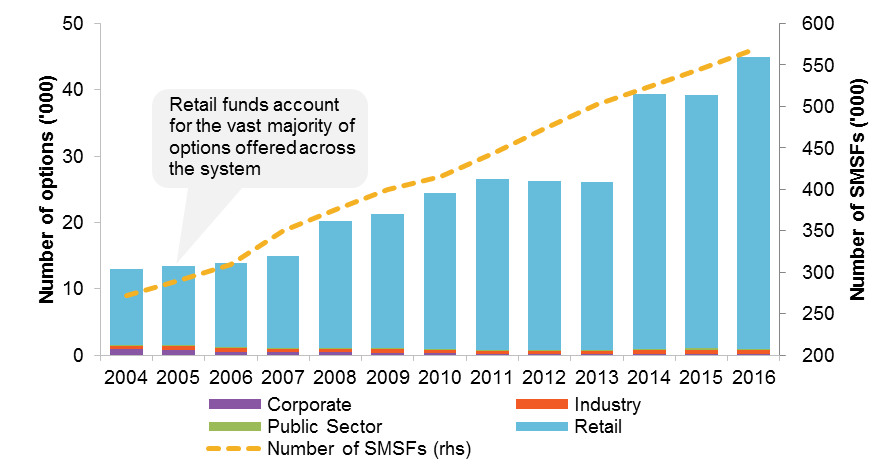 50
40
30
20
10
0
Number of options ('000)
Retail funds account
for the vast majority of
options offered across
the system
600
550
500
450
400
350
300
250
200
Number of SMSFs ('000)
2004 2005 2006 2007 2008 2009 2010 2011 2012 2013 2014 2015 2016
Corporate Industry
Public Sector Retail
Number of SMSFs (rhs)